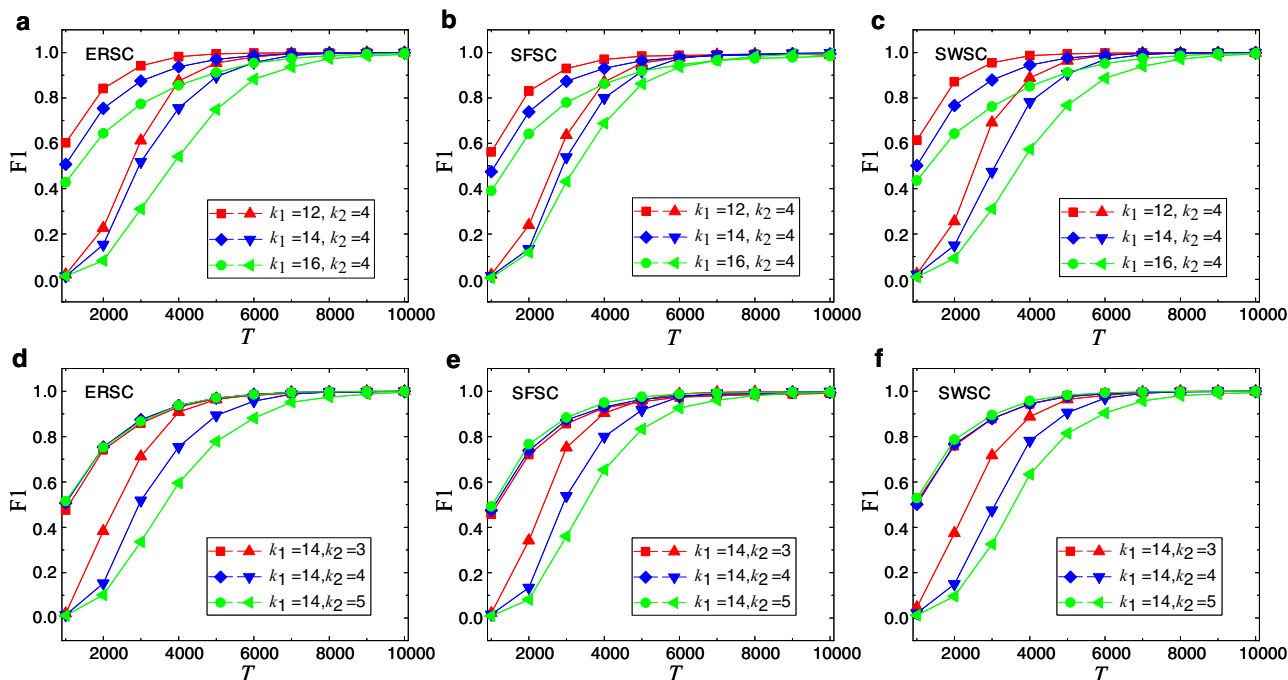 a
ERSC
F1
1.0
0.8
0.6
0.4
0.2
0.0
k1 =12, k2 =4
k1 =14, k2 =4
k1 =16, k2 =4
2000 4000 6000 8000 10000
T
b
SFSC
F1
1.0
0.8
0.6
0.4
0.2
0.0
k1 =12, k2 =4
k1 =14, k2 =4
k1 =16, k2 =4
2000 4000 6000 8000 10000
T
c
SWSC
F1
1.0
0.8
0.6
0.4
0.2
0.0
k1 =12, k2 =4
k1 =14, k2 =4
k1 =16, k2 =4
2000 4000 6000 8000 10000
T
d
ERSC
F1
1.0
0.8
0.6
0.4
0.2
0.0
k1 =14,k2 =3
k1 =14,k2 =4
k1 =14,k2 =5
2000 4000 6000 8000 10000
T
e
SFSC
F1
1.0
0.8
0.6
0.4
0.2
0.0
k1 =14,k2 =3
k1 =14,k2 =4
k1 =14,k2 =5
2000 4000 6000 8000 10000
T
f
SWSC
F1
1.0
0.8
0.6
0.4
0.2
0.0
k1 =14,k2 =3
k1 =14,k2 =4
k1 =14,k2 =5
2000 4000 6000 8000 10000
T